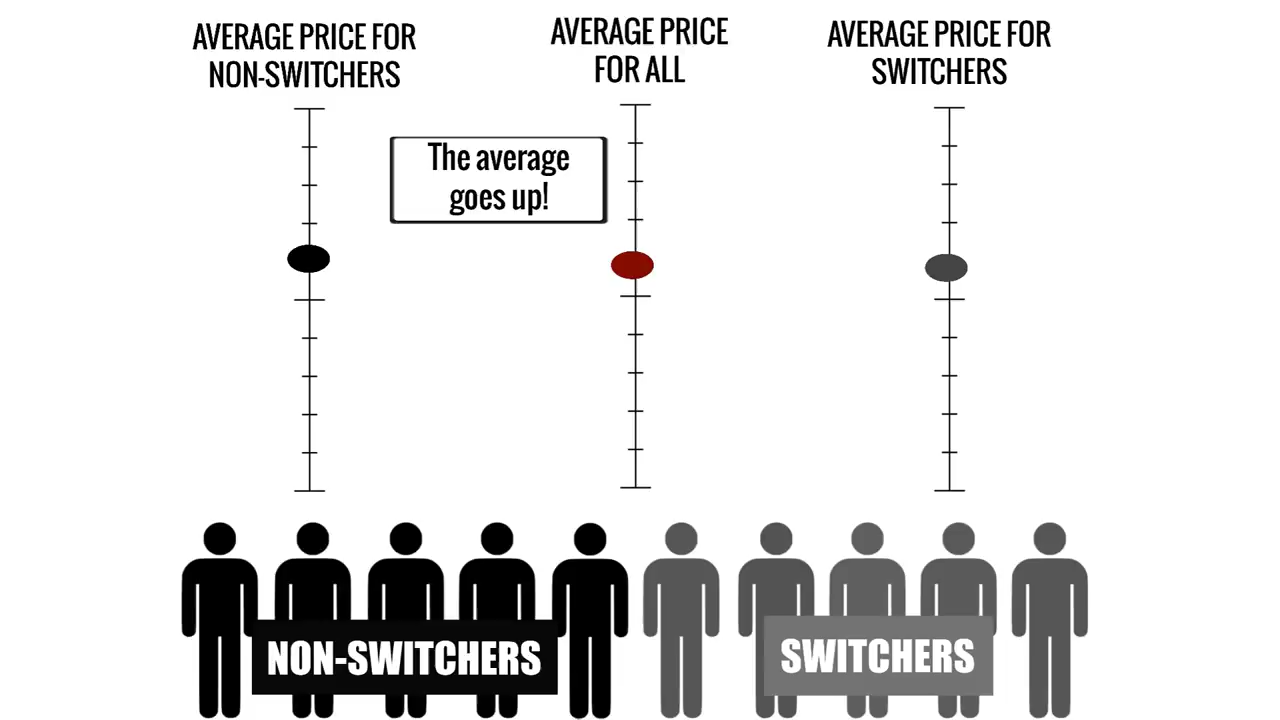 AVERAGE PRICE FOR
NON-SWITCHERS
AVERAGE PRICE
FOR ALL
AVERAGE PRICE FOR
SWITCHERS
The average
goes up!
NON-SWITCHERS
SWITCHERS